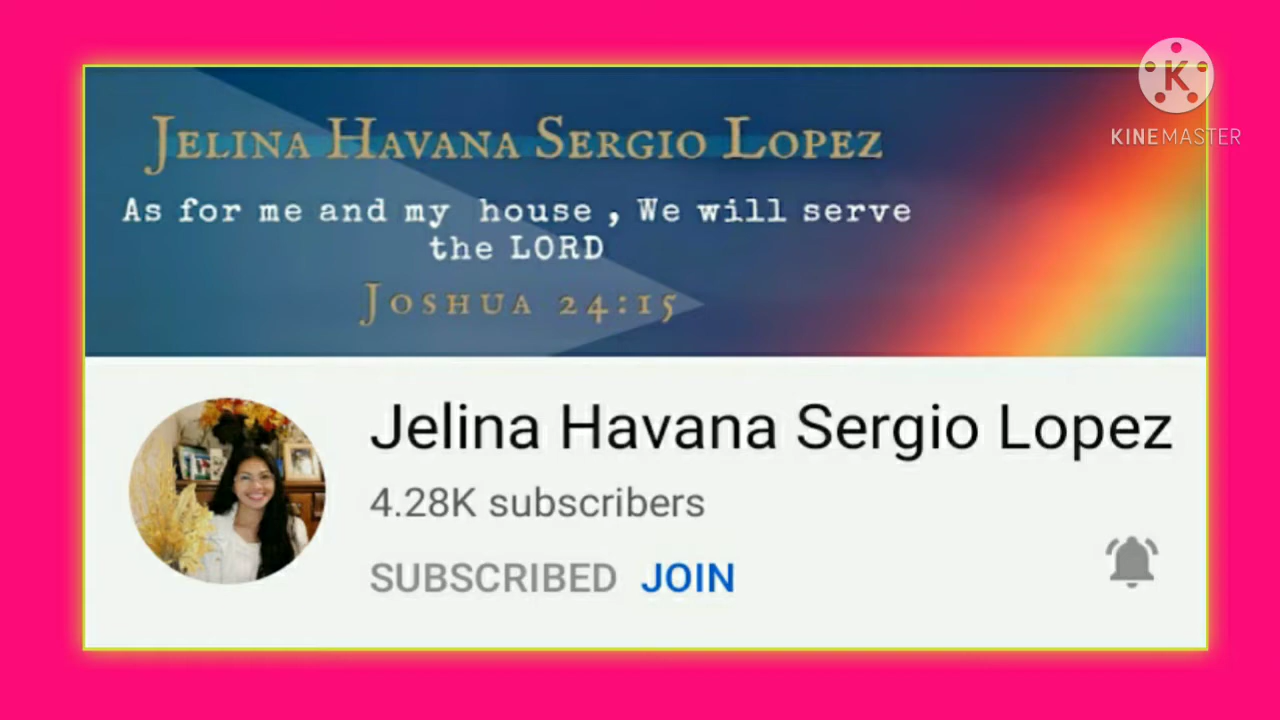 K
KINEMASTER
Jelina Havana Sergio Lopez
As for me and my house , We will serve
the LORD
Joshua 24:15
Jelina Havana Sergio Lopez
4.28K subscribers
SUBSCRIBED JOIN